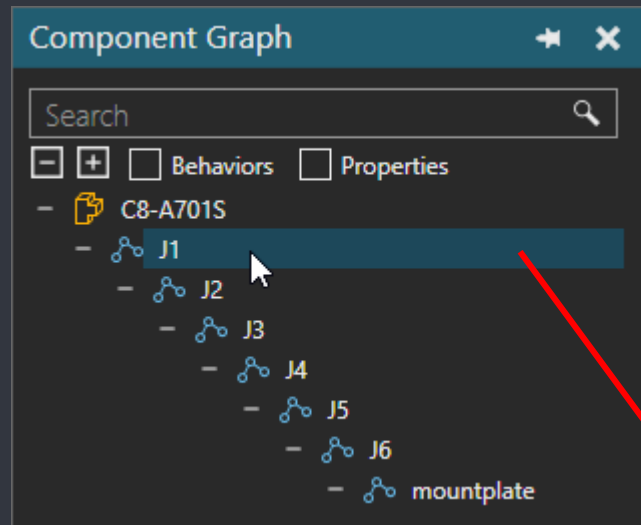 Component Graph
Search
Behaviors Properties
C8-A701S
J1
J2
J3
J4
J5
J6
mountplate